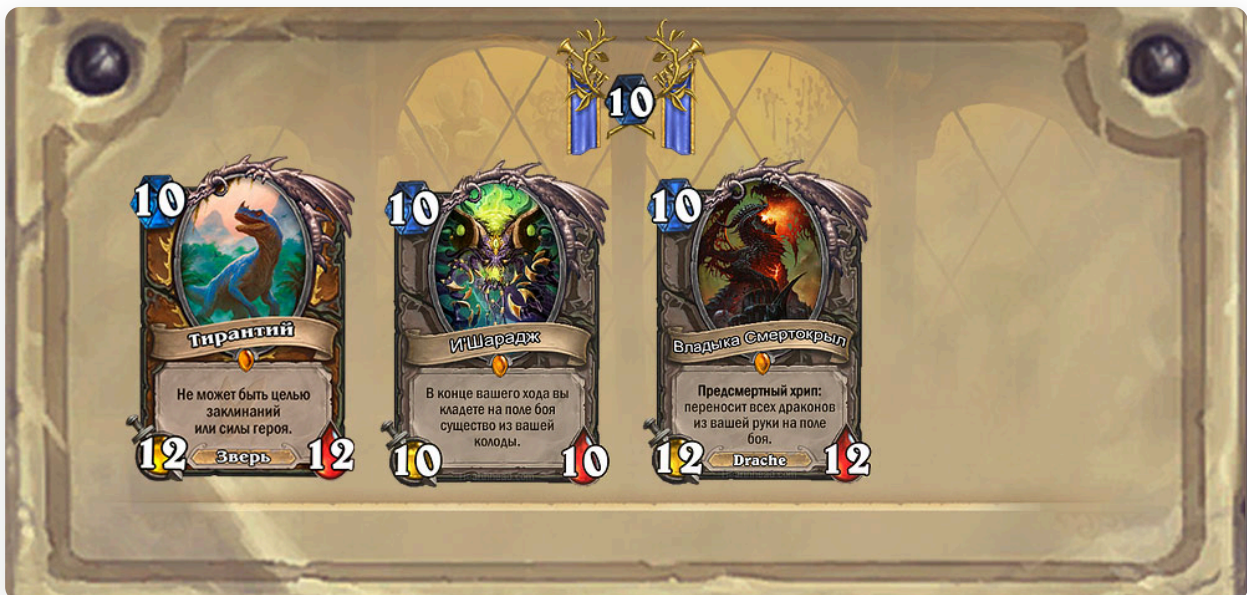 10
10
Тирантий
Не может быть целью
заклинаний
или силы героя.
12
Зверь
12
10
И'Шарадж
В конце вашего хода вы
кладете на поле боя
существо из вашей
колоды.
10
10
10
Владыка Смертокрыл
Предсмертный хрип:
переносит всех драконов
из вашей руки на поле
боя.
12
Drache
12